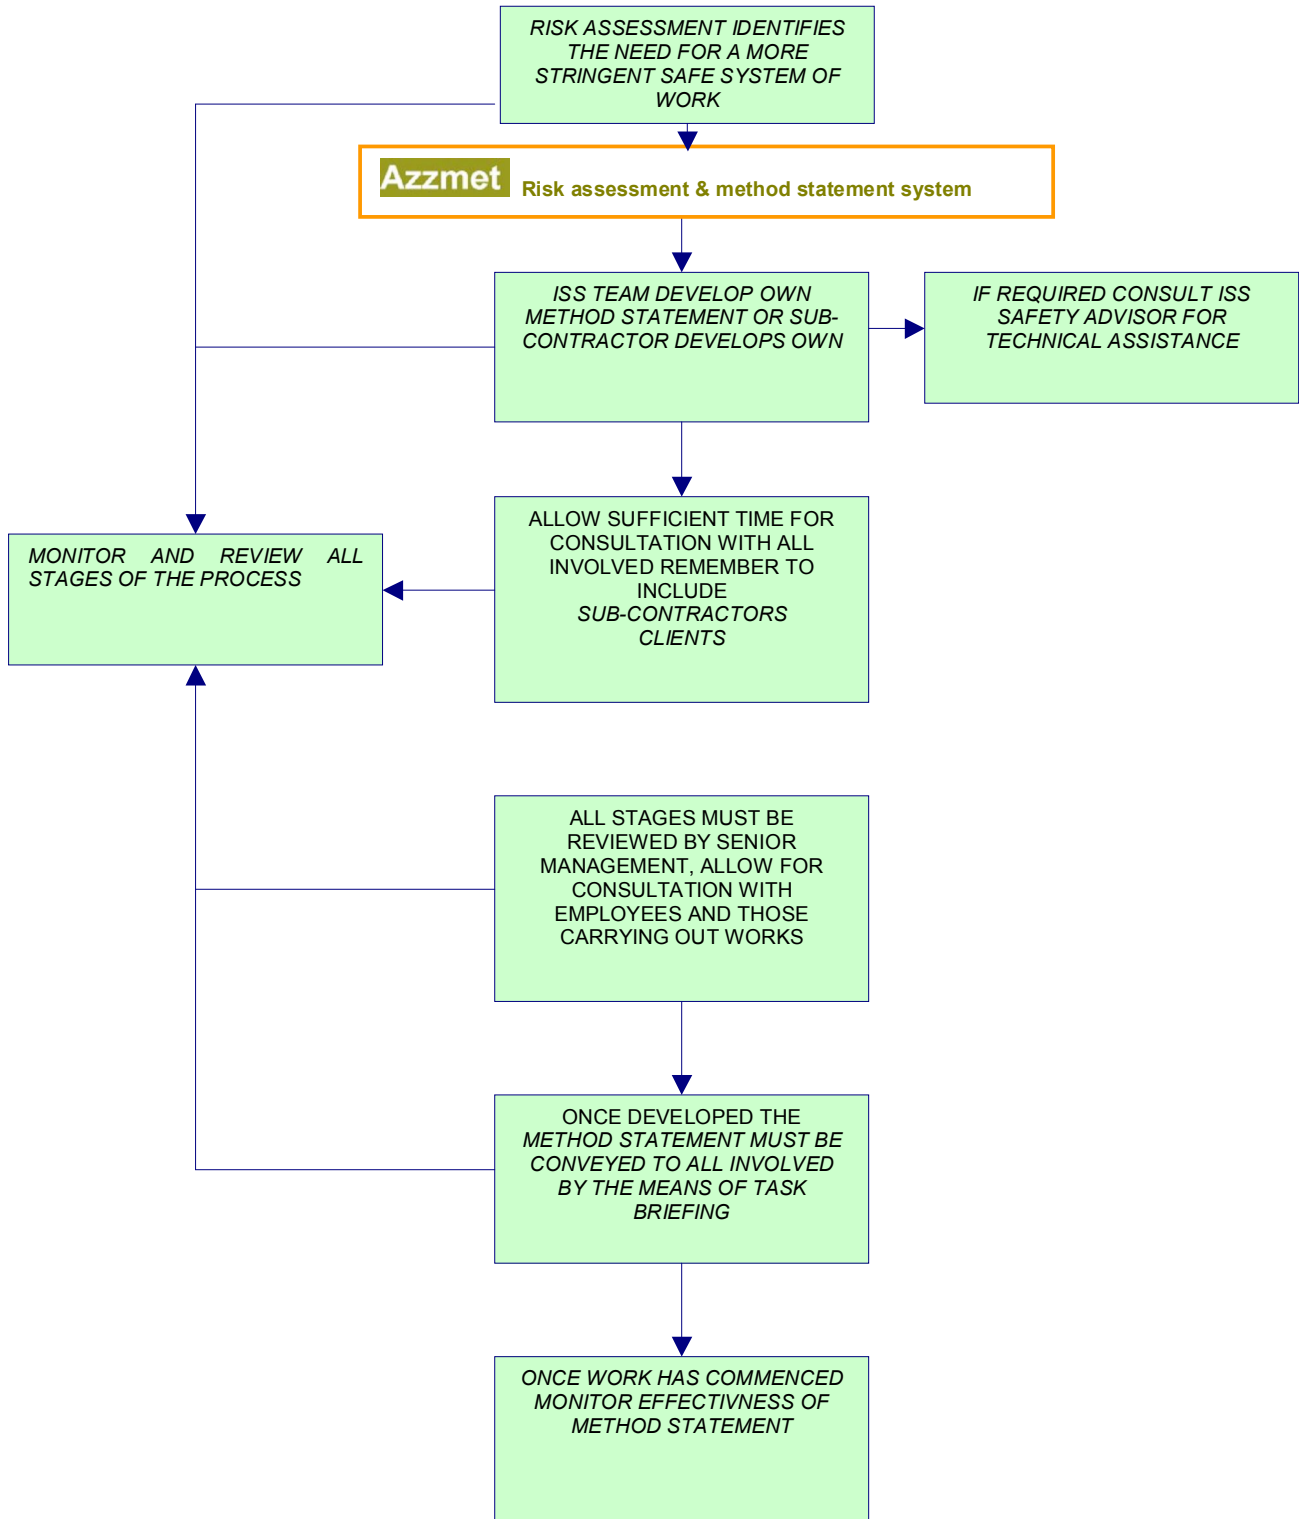 RISK ASSESSMENT IDENTIFIES
THE NEED FOR A MORE
STRINGENT SAFE SYSTEM OF
WORK
Azzmet Risk assessment & method statement system
ISS TEAM DEVELOP OWN
METHOD STATEMENT OR SUB-
CONTRACTOR DEVELOPS OWN
IF REQUIRED CONSULT ISS
SAFETY ADVISOR FOR
TECHNICAL ASSISTANCE
ALLOW SUFFICIENT TIME FOR
CONSULTATION WITH ALL
INVOLVED REMEMBER TO
INCLUDE
SUB-CONTRACTORS
CLIENTS
MONITOR AND REVIEW ALL
STAGES OF THE PROCESS
ALL STAGES MUST BE
REVIEWED BY SENIOR
MANAGEMENT, ALLOW FOR
CONSULTATION WITH
EMPLOYEES AND THOSE
CARRYING OUT WORKS
ONCE DEVELOPED THE
METHOD STATEMENT MUST BE
CONVEYED TO ALL INVOLVED
BY THE MEANS OF TASK
BRIEFING
ONCE WORK HAS COMMENCED
MONITOR EFFECTIVNESS OF
METHOD STATEMENT